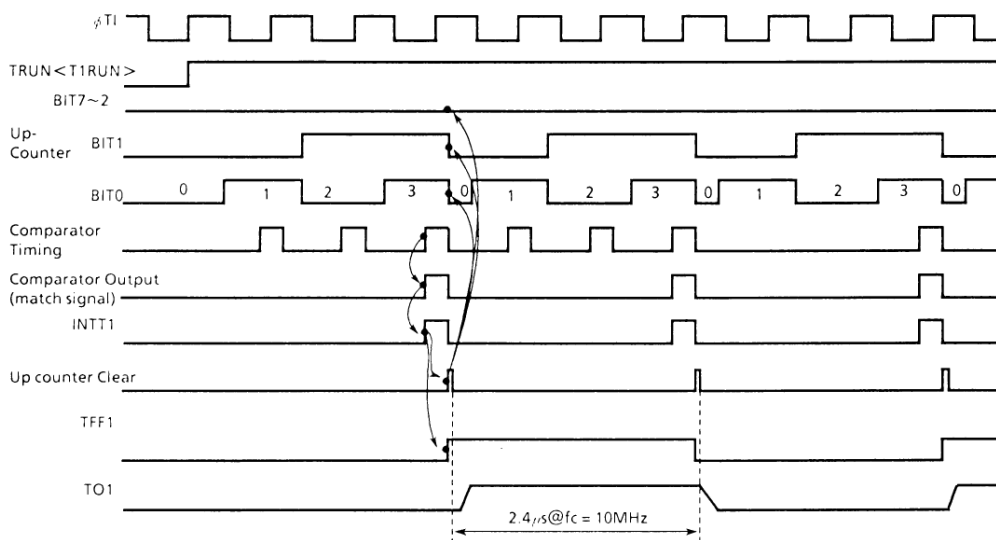 φT1
TRUN<T1RUN>
BIT7~2
Up-
Counter
BIT1
BIT0
0 1 2 3 0 1 2 3 0 1 2 3 0
Comparator
Timing
Comparator Output
(match signal)
INTT1
Up counter Clear
TFF1
TO1
2.4μs@fc = 10MHz